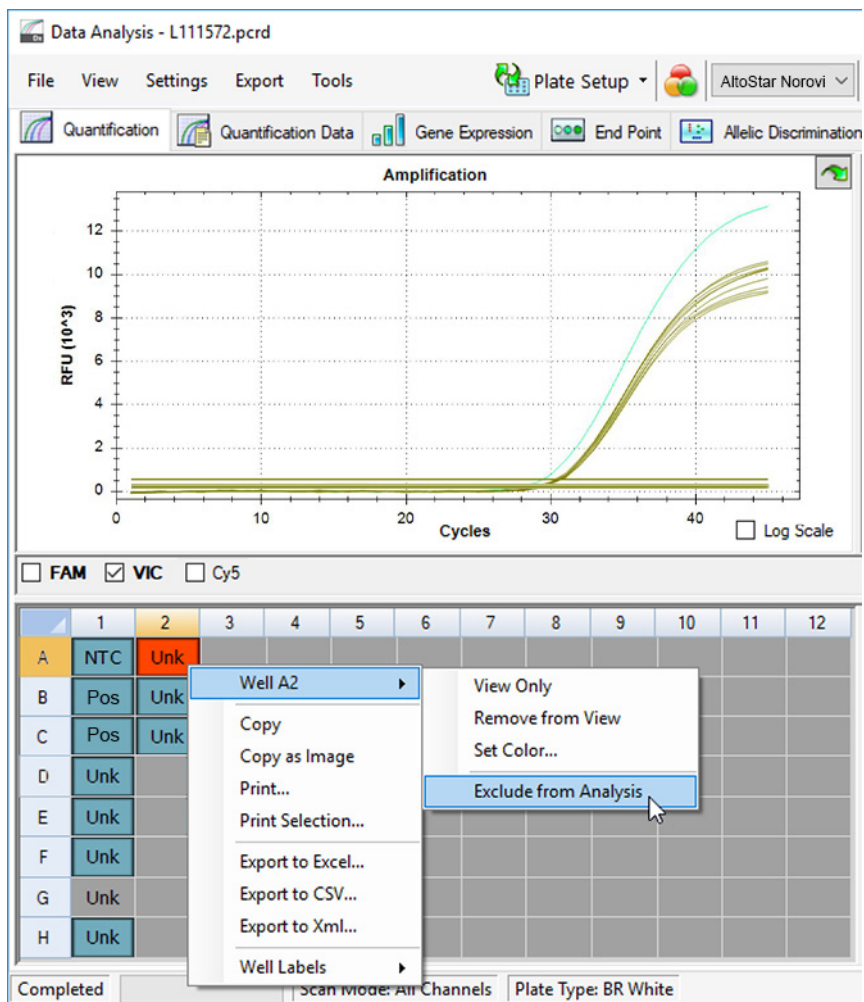 Data Analysis - L111572.pcrd
File View Settings Export Tools Plate Setup AltoStar Norovi
Quantification Quantification Data Gene Expression End Point Allelic Discrimination
Amplification
12
10
8
6
4
2
0
RFU (10^3)
0 10 20 30 40
Cycles
Log Scale
FAM VIC Cy5
1 2 3 4 5 6 7 8 9 10 11 12
A NTC Unk
B Pos Unk
C Pos Unk
D Unk
E Unk
F Unk
G Unk
H Unk
Well A2
Copy
Copy as Image
Print...
Print Selection...
Export to Excel...
Export to CSV...
Export to Xml...
Well Labels
View Only
Remove from View
Set Color...
Exclude from Analysis
Completed Scan Mode: All Channels Plate Type: BR White